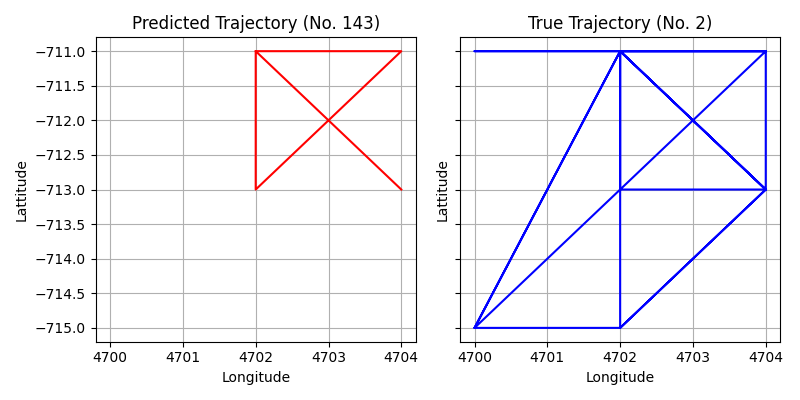 Predicted Trajectory (No. 143)
True Trajectory (No. 2)
−711.0
−711.5
−712.0
−712.5
−713.0
−713.5
−714.0
−714.5
−715.0
Lattitude
Lattitude
4700 4701 4702 4703 4704
4700 4701 4702 4703 4704
Longitude
Longitude